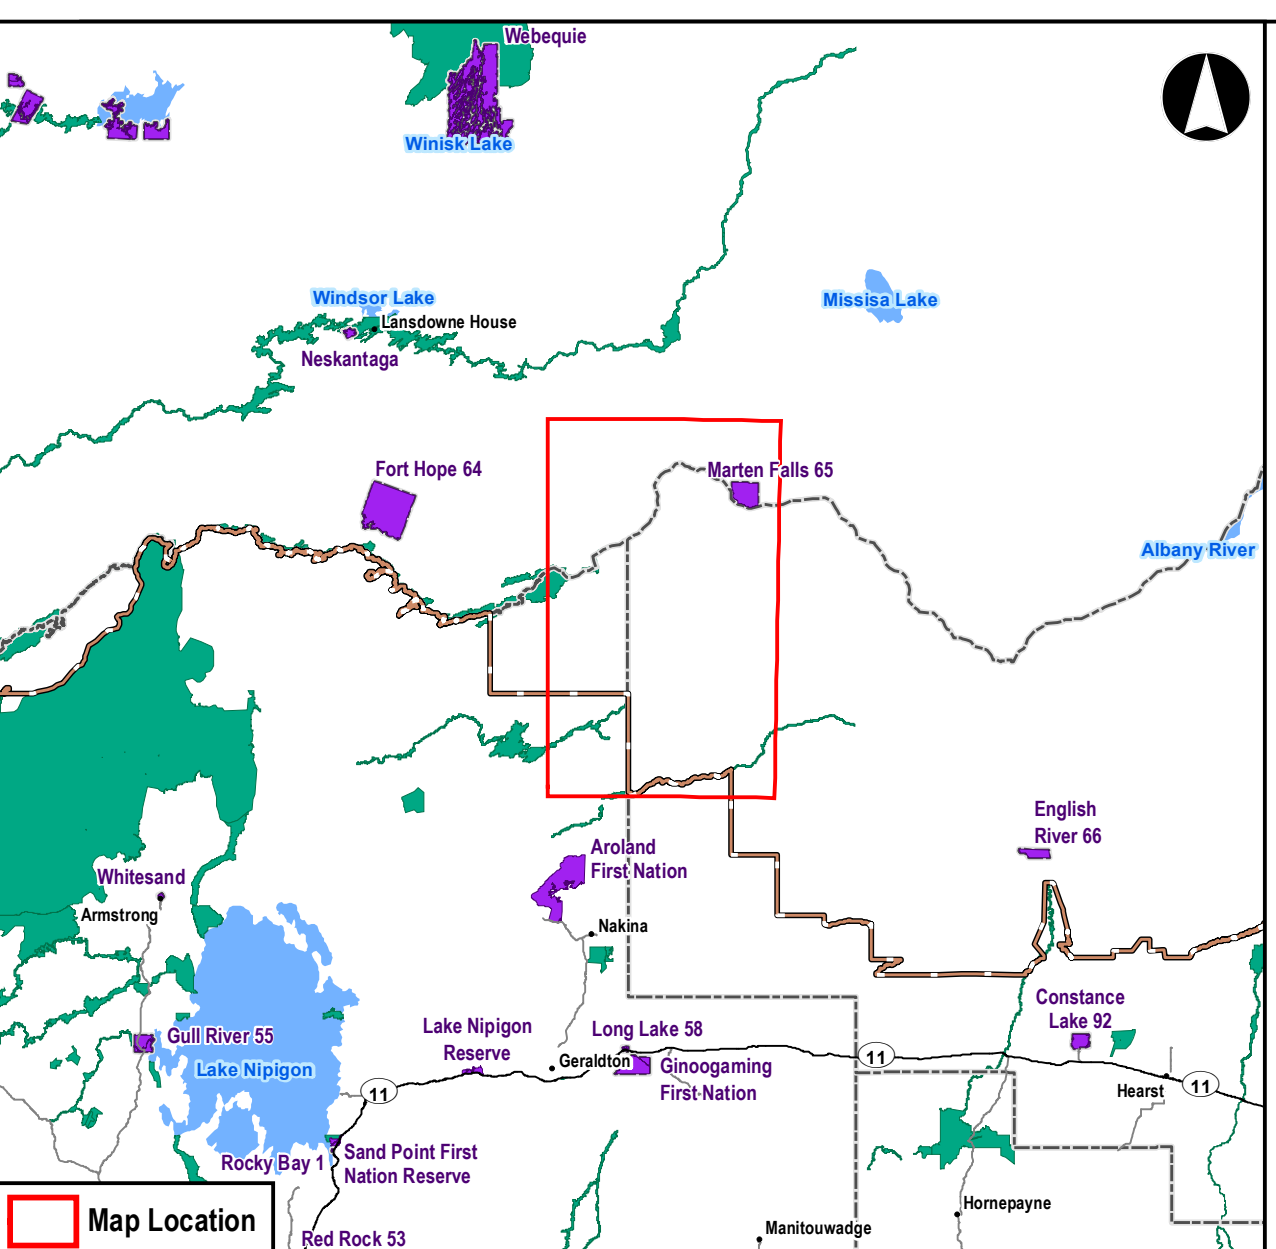 Webequie
Winisk Lake
Windsor Lake
Lansdowne House
Neskantaga
Missisa Lake
Fort Hope 64
Marten Falls 65
Albany River
English
River 66
Aroland
First Nation
Whitesand
Armstrong
Nakina
Constance
Lake 92
Gull River 55
Lake Nipigon
Reserve
Long Lake 58
Geraldton
Ginoogaming
First Nation
Lake Nipigon
11
11
11
Hearst
Rocky Bay 1
Sand Point First
Nation Reserve
Hornepayne
Manitouwadge
Red Rock 53
Map Location